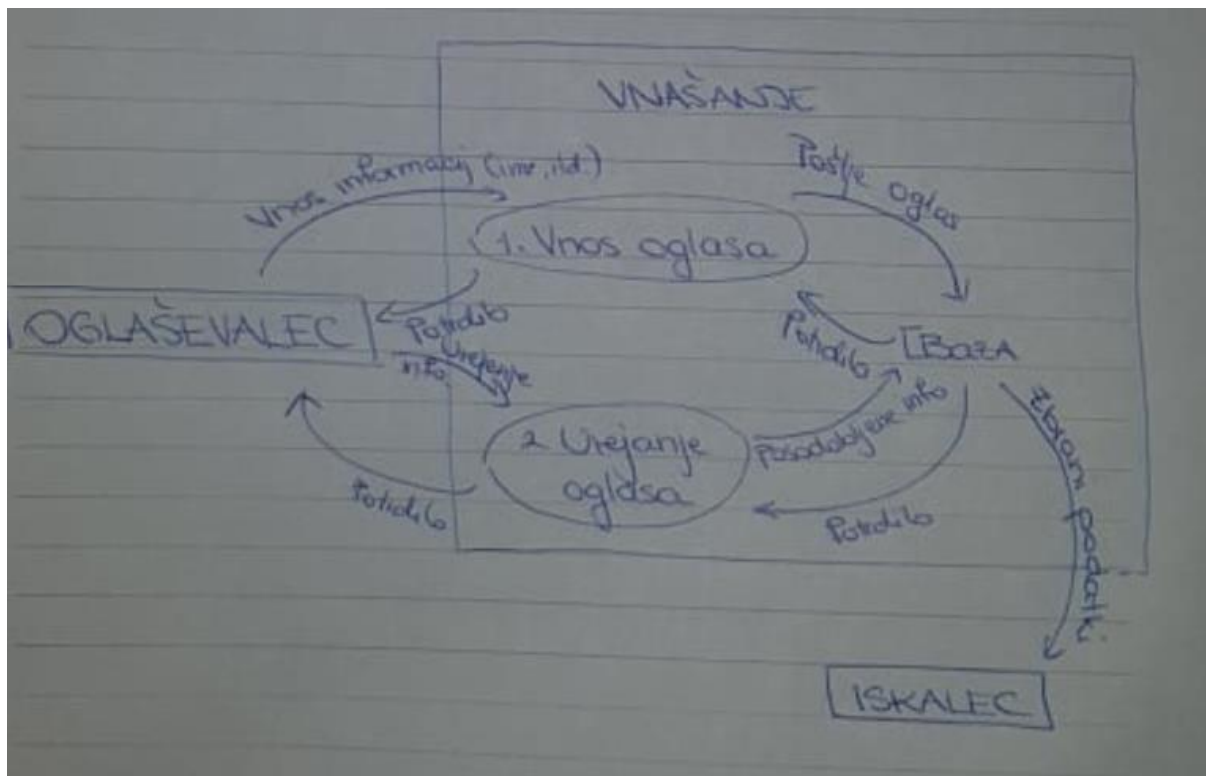 VNAŠANJE
Vnos informacij (ime, itd.)
Pošlje oglas
1. Vnos oglasa
OGLAŠEVALEC
Potrdilo
Urejanje
info
Potrdilo
[BAZA
2 Urejanje
oglasa
Posodobljene info
Potrdilo
Potrdilo
Zbrani podatki
ISKALEC